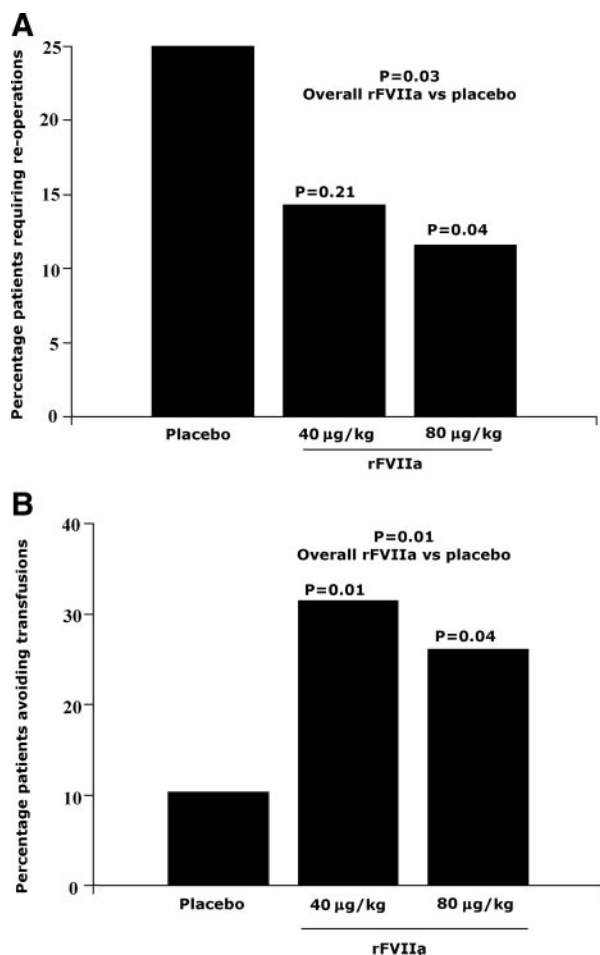 A
Percentage patients requiring re-operations
25
20
15
10
5
0
P=0.03
Overall rFVIIa vs placebo
P=0.21
P=0.04
Placebo
40 µg/kg
80 µg/kg
rFVIIa
B
Percentage patients avoiding transfusions
40
30
20
10
0
P=0.01
Overall rFVIIa vs placebo
P=0.01
P=0.04
Placebo
40 µg/kg
80 µg/kg
rFVIIa